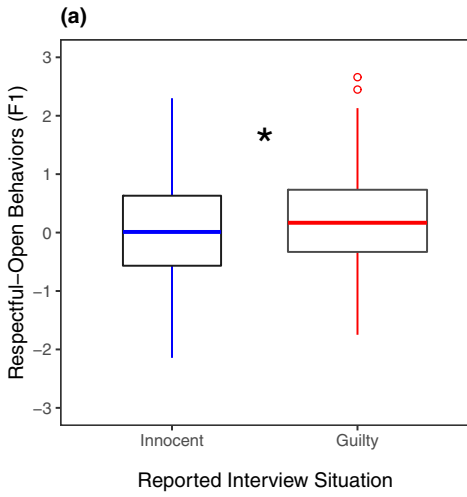 (a)
Respectful−Open Behaviors (F1)
3
2
1
0
−1
−2
−3
*
Innocent
Guilty
Reported Interview Situation